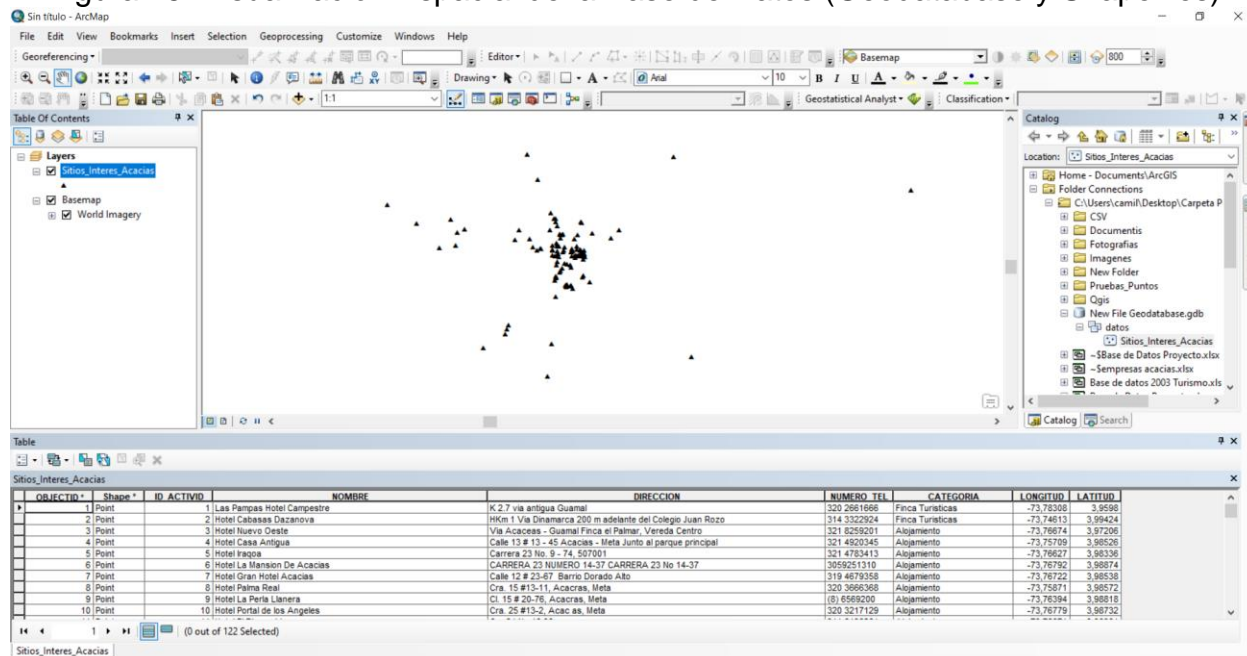 Sin título - ArcMap
File Edit View Bookmarks Insert Selection Geoprocessing Customize Windows Help
Georeferencing
Editor
Basemap
800
Drawing
A
Arial
10
B I U A
1:1
Geostatistical Analyst
Classification
Table Of Contents
Layers
Sitios_Interes_Acacias
Basemap
World Imagery
Catalog
Location: Sitios_Interes_Acacias
Home - Documents\ArcGIS
Folder Connections
C:\Users\camil\Desktop\Carpeta P
CSV
Documentis
Fotografias
Imagenes
New Folder
Pruebas_Puntos
Qgis
New File Geodatabase.gdb
datos
Sitios_Interes_Acacias
~$Base de Datos Proyecto.xlsx
~$empresas acacias.xlsx
Base de datos 2003 Turismo.xls
Catalog Search
Table
Sitios_Interes_Acacias
OBJECTID * Shape * ID_ACTIVID NOMBRE DIRECCION NUMERO_TEL CATEGORIA LONGITUD LATITUD
1 Point 1 Las Pampas Hotel Campestre K 2.7 via antigua Guamal 320 2661666 Finca Turisticas -73,78308 3,9598
2 Point 2 Hotel Cabasas Dazanova HKm 1 Via Dinamarca 200 m adelante del Colegio Juan Rozo 314 3322924 Finca Turisticas -73,74613 3,99424
3 Point 3 Hotel Nuevo Oeste Via Acaceas - Guamal Finca el Palmar, Vereda Centro 321 8259201 Alojamiento -73,76674 3,97206
4 Point 4 Hotel Casa Antigua Calle 13 # 13 - 45 Acacias - Meta Junto al parque principal 321 4920345 Alojamiento -73,75709 3,98526
5 Point 5 Hotel Iraqoa Carrera 23 No. 9 - 74, 507001 321 4783413 Alojamiento -73,76627 3,98336
6 Point 6 Hotel La Mansion De Acacias CARRERA 23 NUMERO 14-37 CARRERA 23 No 14-37 3059251310 Alojamiento -73,76792 3,98874
7 Point 7 Hotel Gran Hotel Acacias Calle 12 # 23-67 Barrio Dorado Alto 319 4679358 Alojamiento -73,76722 3,98538
8 Point 8 Hotel Palma Real Cra. 15 #13-11, Acacras, Meta 320 3666368 Alojamiento -73,75871 3,98572
9 Point 9 Hotel La Perla Llanera Cl. 15 # 20-76, Acacras, Meta (8) 6569200 Alojamiento -73,76394 3,98818
10 Point 10 Hotel Portal de los Angeles Cra. 25 #13-2, Acac as, Meta 320 3217129 Alojamiento -73,76779 3,98732
1 (0 out of 122 Selected)
Sitios_Interes_Acacias